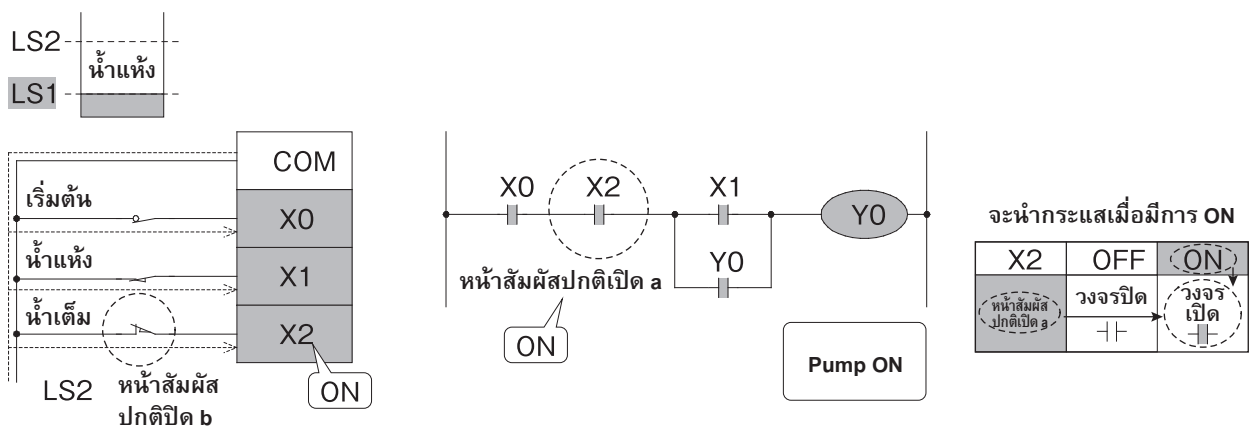 LS2
น้ำแห้ง
LS1
COM
เริ่มต้น
X0
น้ำแห้ง
X1
น้ำเต็ม
X2
LS2
หน้าสัมผัส
ปกติปิด b
ON
X0
X2
X1
Y0
Y0
หน้าสัมผัสปกติเปิด a
ON
Pump ON
จะนำกระแสเมื่อมีการ ON
X2
OFF
ON
หน้าสัมผัส
ปกติเปิด a
วงจรปิด
วงจร
เปิด